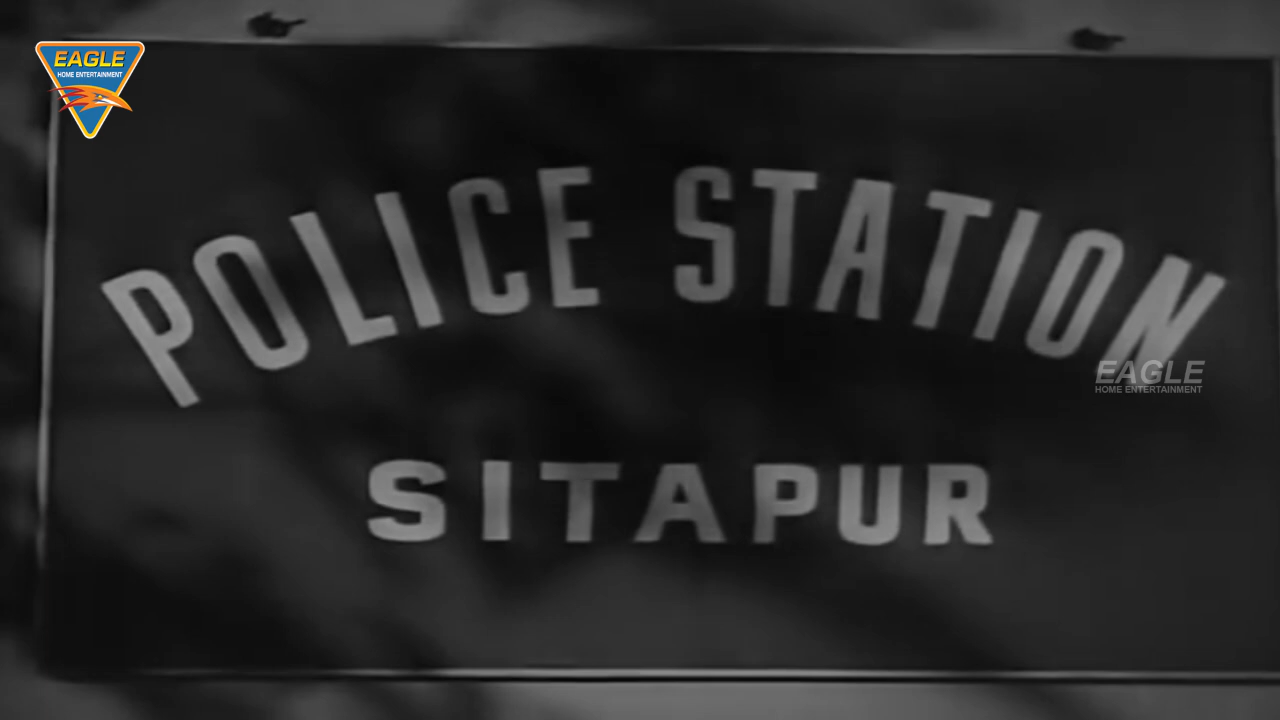 EAGLE
HOME ENTERTAINMENT
POLICE STATION
EAGLE
HOME ENTERTAINMENT
SITAPUR